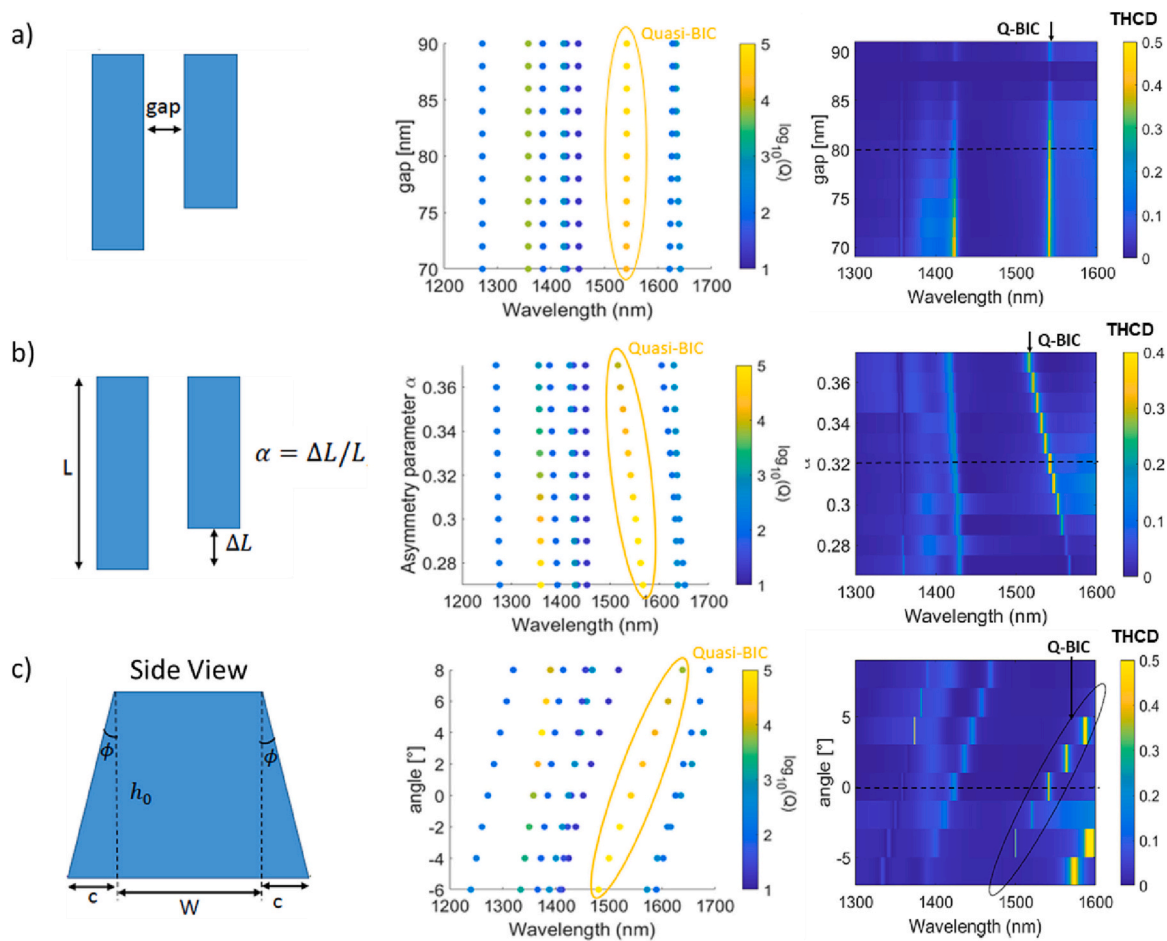 a)
gap
Quasi-BIC
90
85
80
75
70
gap [nm]
1200 1300 1400 1500 1600 1700
Wavelength (nm)
5
4
3
2
1
log10(Q)
Q-BIC
THCD
90
85
80
75
70
gap [nm]
1300 1400 1500 1600
Wavelength (nm)
0.5
0.4
0.3
0.2
0.1
0
b)
L
ΔL
α = ΔL/L
Quasi-BIC
0.36
0.34
0.32
0.3
0.28
Asymmetry parameter α
1200 1300 1400 1500 1600 1700
Wavelength (nm)
5
4
3
2
1
log10(Q)
Q-BIC
THCD
0.36
0.34
0.32
0.3
0.28
α
1300 1400 1500 1600
Wavelength (nm)
0.4
0.3
0.2
0.1
0
c)
Side View
ϕ ϕ
h0
c W c
Quasi-BIC
8
6
4
2
0
-2
-4
-6
angle [°]
1200 1300 1400 1500 1600 1700
Wavelength (nm)
5
4
3
2
1
log10(Q)
Q-BIC
THCD
5
0
-5
angle [°]
1300 1400 1500 1600
Wavelength (nm)
0.5
0.4
0.3
0.2
0.1
0